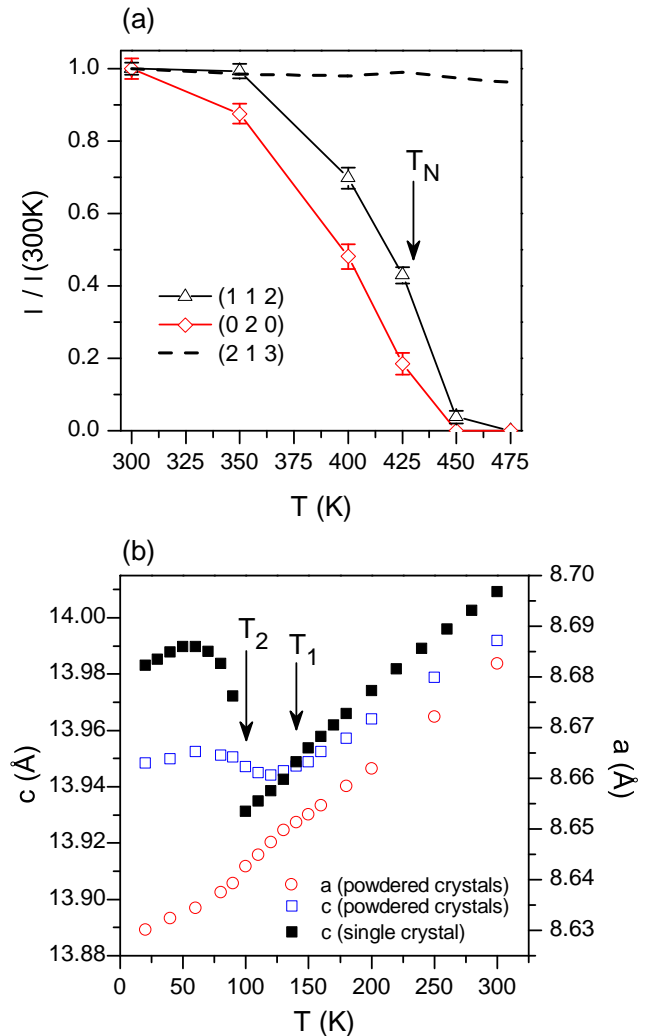 (a)
1.0
0.8
0.6
0.4
0.2
0.0
I / I(300K)
T_N
(1 1 2)
(0 2 0)
(2 1 3)
300 325 350 375 400 425 450 475
T (K)
(b)
14.00
13.98
13.96
13.94
13.92
13.90
13.88
c (Å)
T_2
T_1
8.70
8.69
8.68
8.67
8.66
8.65
8.64
8.63
a (Å)
a (powdered crystals)
c (powdered crystals)
c (single crystal)
0 50 100 150 200 250 300
T (K)